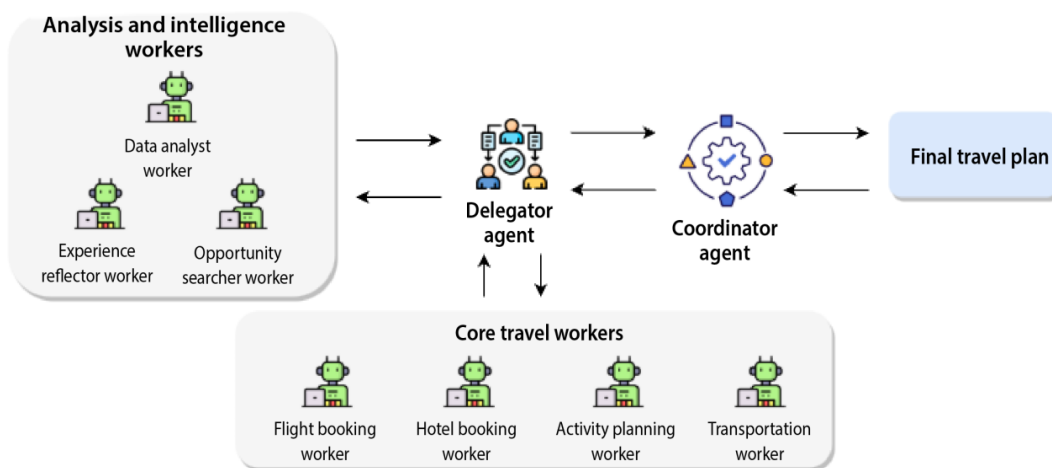 Analysis and intelligence
workers
Data analyst
worker
Experience
reflector worker
Opportunity
searcher worker
Delegator
agent
Coordinator
agent
Final travel plan
Core travel workers
Flight booking
worker
Hotel booking
worker
Activity planning
worker
Transportation
worker